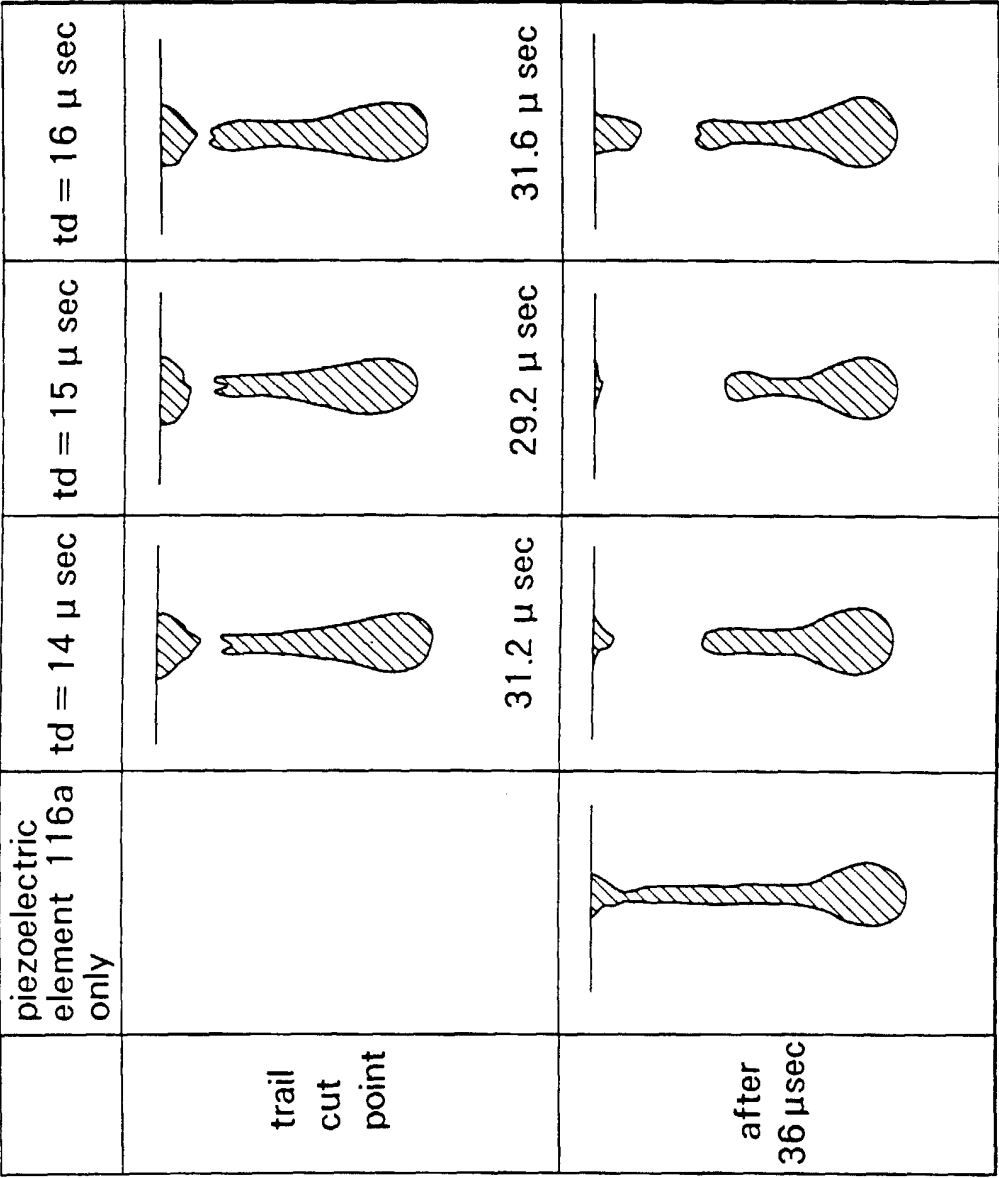 piezoelectric
element 116a
only
td = 14 µ sec
td = 15 µ sec
td = 16 µ sec
trail
cut
point
31.2 µ sec
29.2 µ sec
31.6 µ sec
after
36 µsec